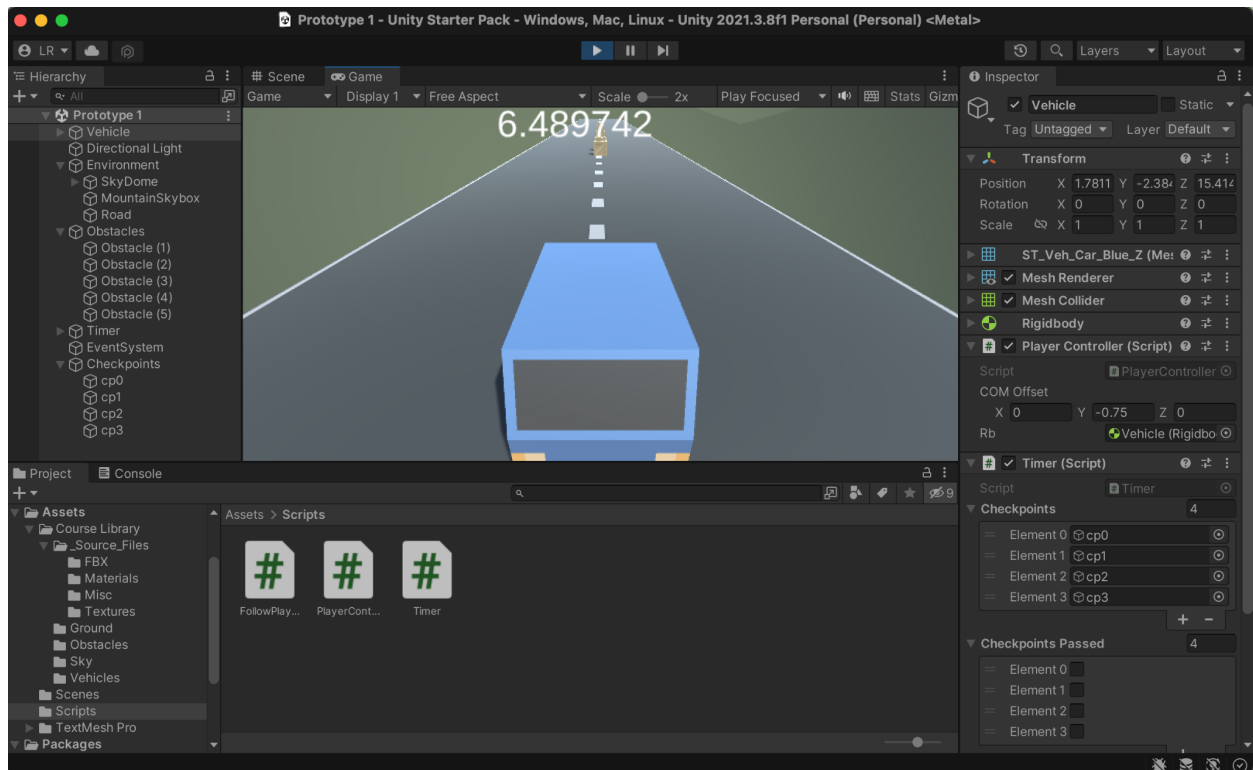 Prototype 1 - Unity Starter Pack - Windows, Mac, Linux - Unity 2021.3.8f1 Personal (Personal) <Metal>
LR
Layers
Layout
Hierarchy
All
Prototype 1
Vehicle
Directional Light
Environment
SkyDome
MountainSkybox
Road
Obstacles
Obstacle (1)
Obstacle (2)
Obstacle (3)
Obstacle (4)
Obstacle (5)
Timer
EventSystem
Checkpoints
cp0
cp1
cp2
cp3
# Scene Game
Game Display 1 Free Aspect Scale 2x Play Focused Stats Gizm
6.489742
Project Console
9
Assets
Course Library
_Source_Files
FBX
Materials
Misc
Textures
Ground
Obstacles
Sky
Vehicles
Scenes
Scripts
TextMesh Pro
Packages
Assets > Scripts
# # #
FollowPlay... PlayerCont... Timer
Inspector
Vehicle Static
Tag Untagged Layer Default
Transform
Position X 1.7811 Y -2.384 Z 15.414
Rotation X 0 Y 0 Z 0
Scale X 1 Y 1 Z 1
ST_Veh_Car_Blue_Z (Mes
Mesh Renderer
Mesh Collider
Rigidbody
# Player Controller (Script)
Script # PlayerController
COM Offset
X 0 Y -0.75 Z 0
Rb Vehicle (Rigidbo
# Timer (Script)
Script # Timer
Checkpoints 4
Element 0 cp0
Element 1 cp1
Element 2 cp2
Element 3 cp3
+ -
Checkpoints Passed 4
Element 0
Element 1
Element 2
Element 3